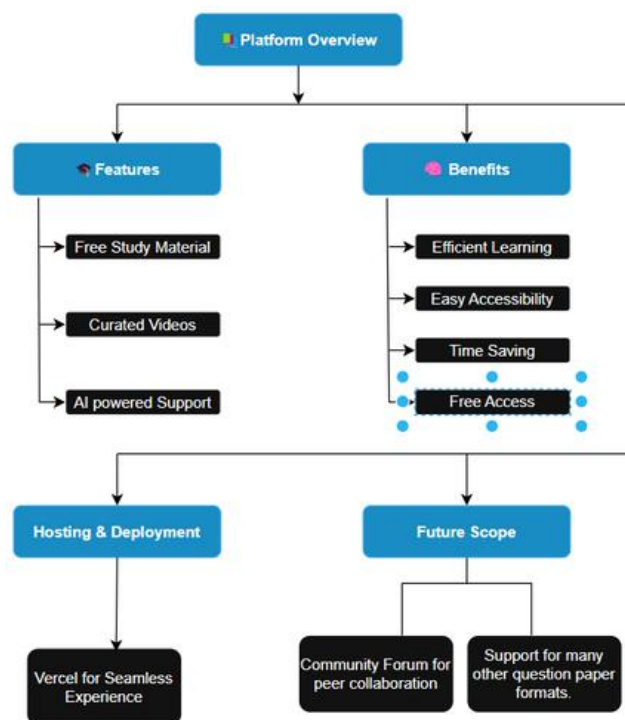 Platform Overview
Features
Benefits
Free Study Material
Efficient Learning
Easy Accessibility
Curated Videos
Time Saving
AI powered Support
Free Access
Hosting & Deployment
Future Scope
Vercel for Seamless
Experience
Community Forum for
peer collaboration
Support for many
other question paper
formats.